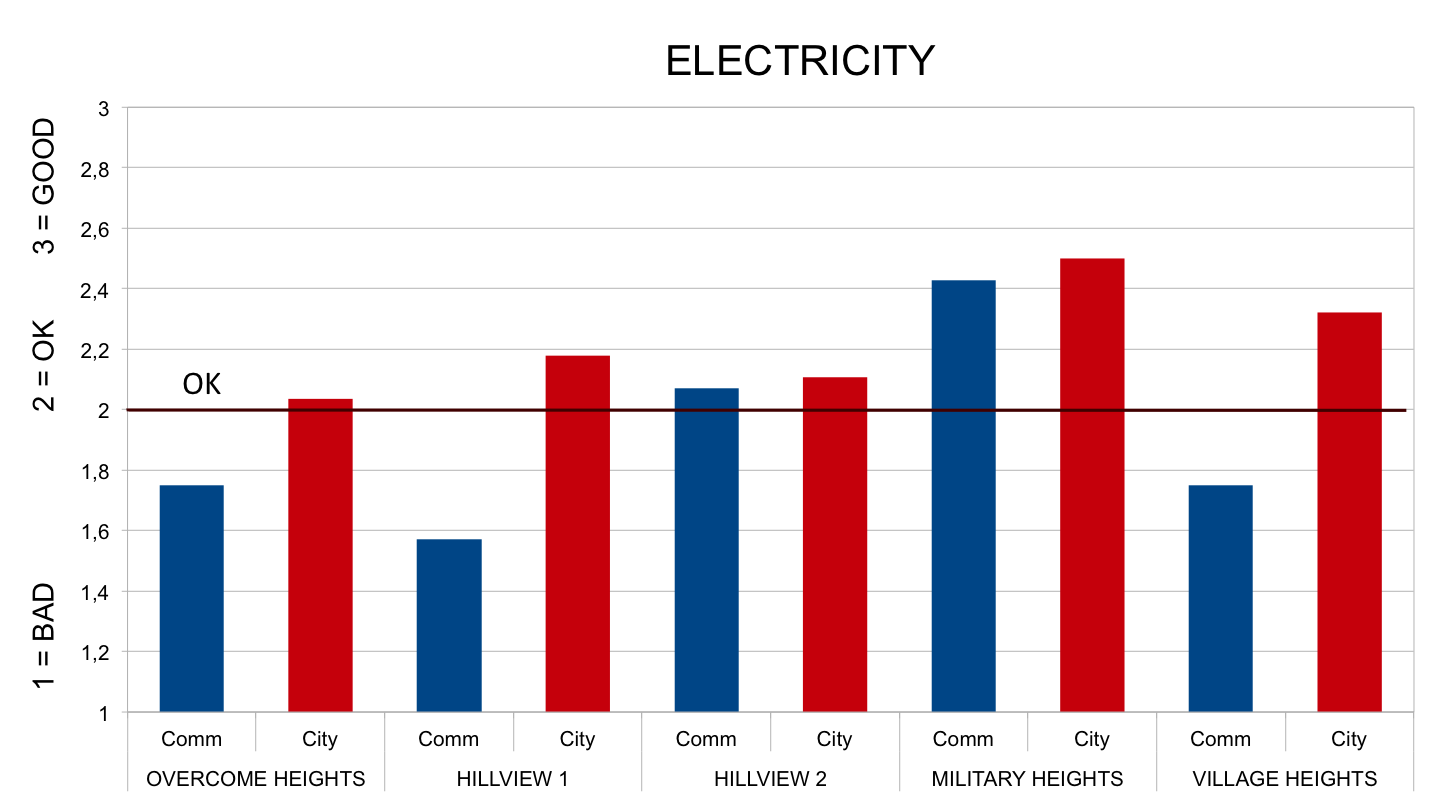 ELECTRICITY
3 = GOOD
2 = OK
1 = BAD
3
2,8
2,6
2,4
2,2
2
1,8
1,6
1,4
1,2
1
OK
Comm City Comm City Comm City Comm City Comm City
OVERCOME HEIGHTS HILLVIEW 1 HILLVIEW 2 MILITARY HEIGHTS VILLAGE HEIGHTS